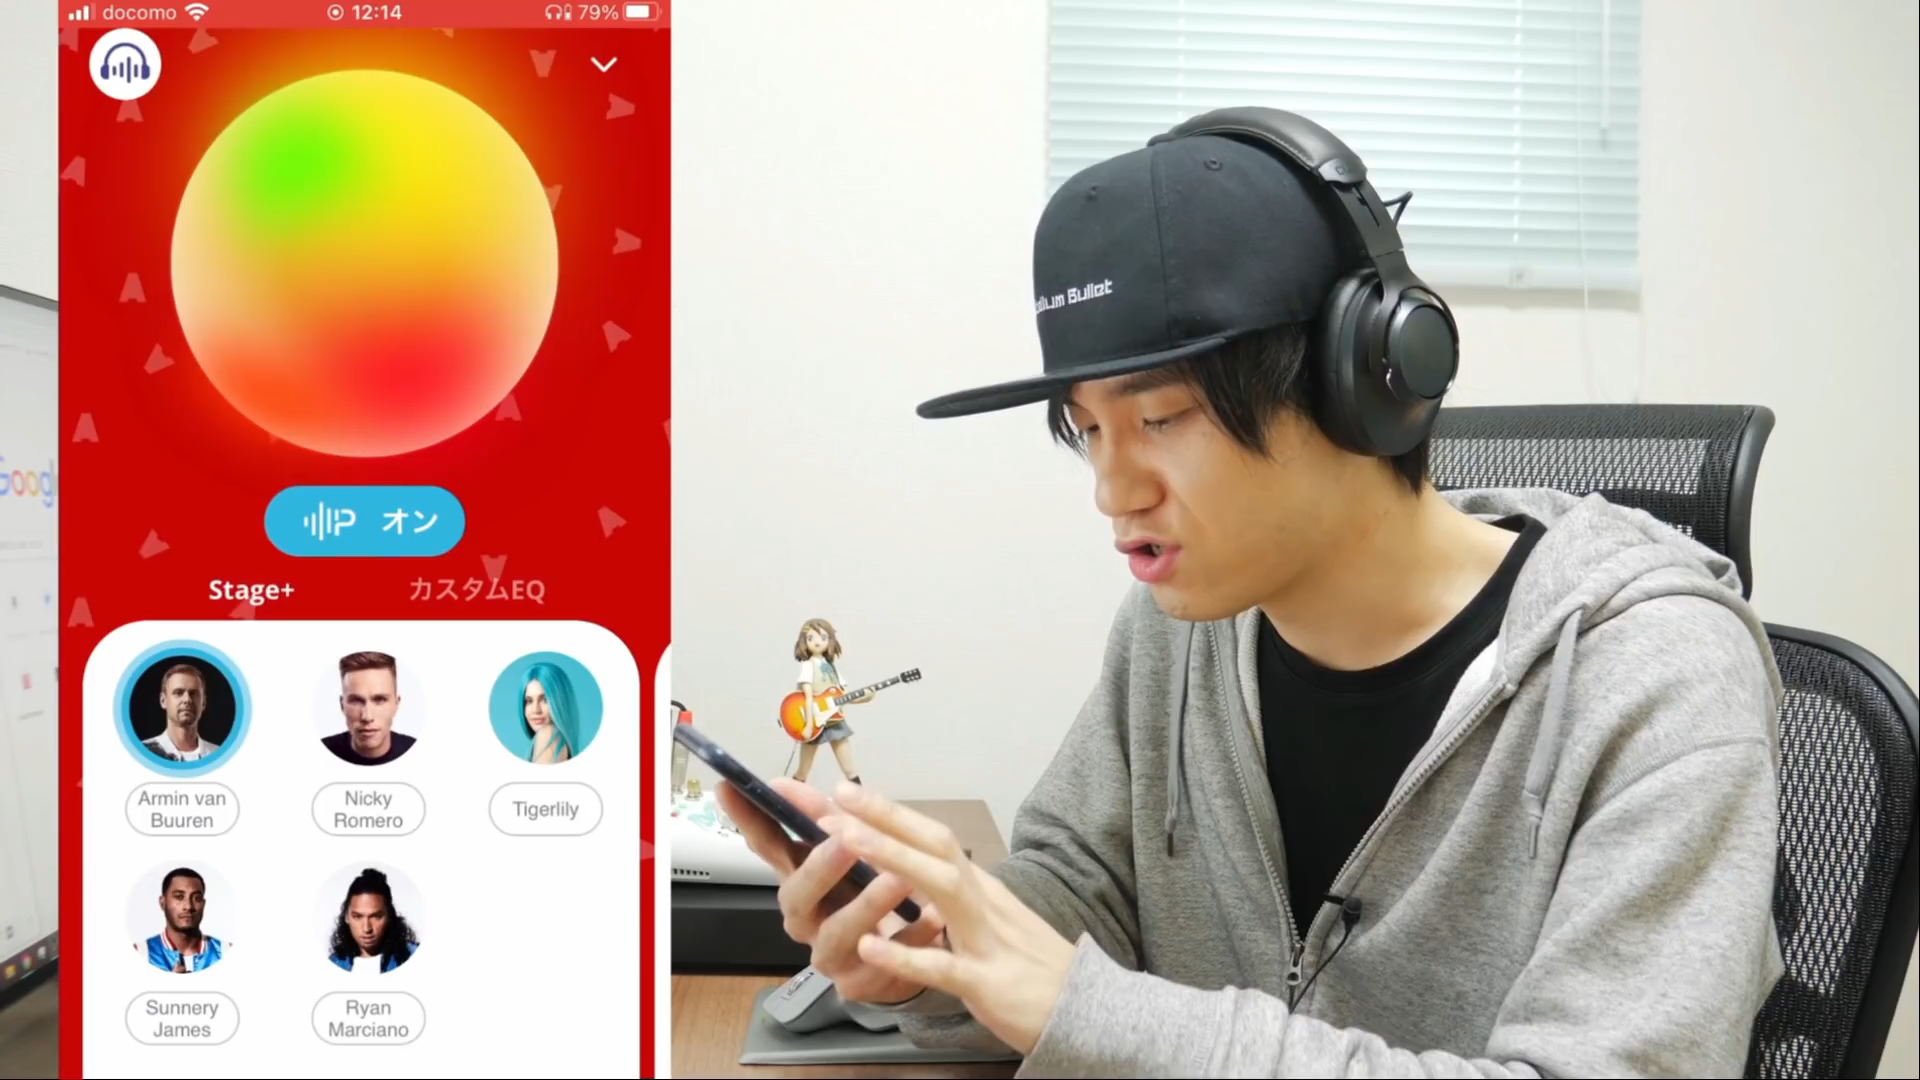 docomo
12:14
79%
オン
Stage+
カスタムEQ
Armin van
Buuren
Nicky
Romero
Tigerlily
Sunnery
James
Ryan
Marciano
Bullet